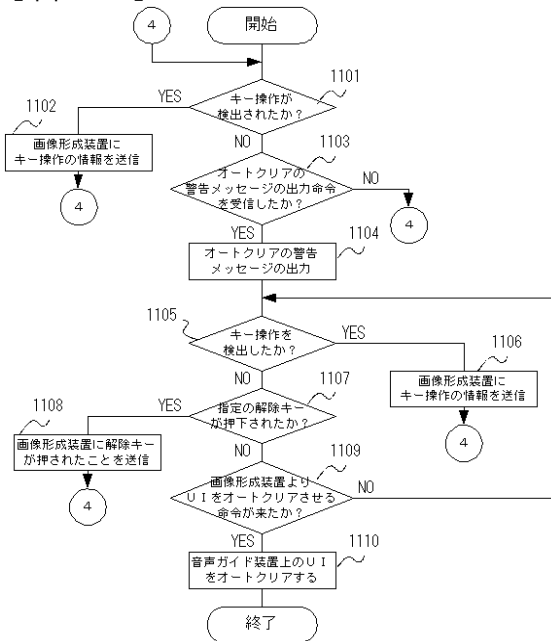 4
開始
1101
キー操作が
検出されたか?
YES
NO
1102
画像形成装置に
キー操作の情報を送信
4
1103
オートクリアの
警告メッセージの出力命令
を受信したか?
NO
4
YES
1104
オートクリアの警告
メッセージの出力
1105
キー操作を
検出したか?
YES
NO
1106
画像形成装置に
キー操作の情報を送信
4
1107
指定の解除キー
が押下されたか?
YES
NO
1108
画像形成装置に解除キー
が押されたことを送信
4
1109
画像形成装置より
UIをオートクリアさせる
命令が来たか?
NO
YES
1110
音声ガイド装置上のUI
をオートクリアする
終了